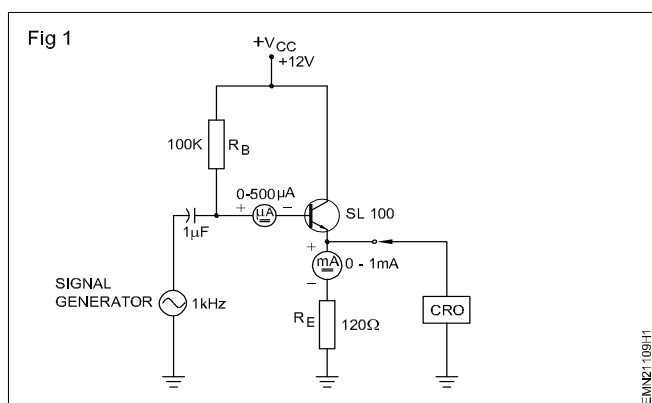 Fig 1
+VCC
+12V
100K
RB
0-500µA
+
−
µA
SL 100
1µF
+
mA
0 - 1mA
−
SIGNAL
GENERATOR
1kHz
RE
120Ω
CRO
EMN21109H1